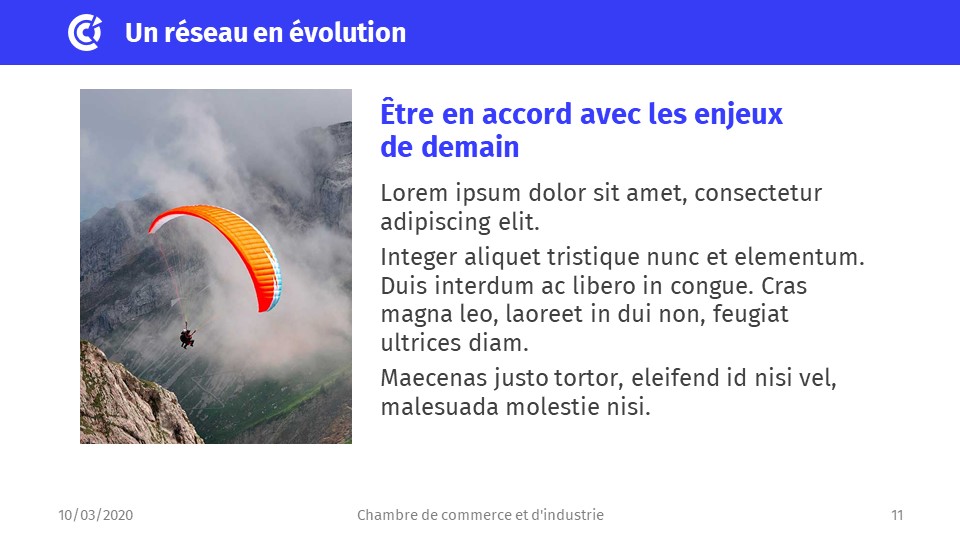 Un réseau en évolution
Être en accord avec les enjeux
de demain
Lorem ipsum dolor sit amet, consectetur
adipiscing elit.
Integer aliquet tristique nunc et elementum.
Duis interdum ac libero in congue. Cras
magna leo, laoreet in dui non, feugiat
ultrices diam.
Maecenas justo tortor, eleifend id nisi vel,
malesuada molestie nisi.
10/03/2020
Chambre de commerce et d'industrie
11